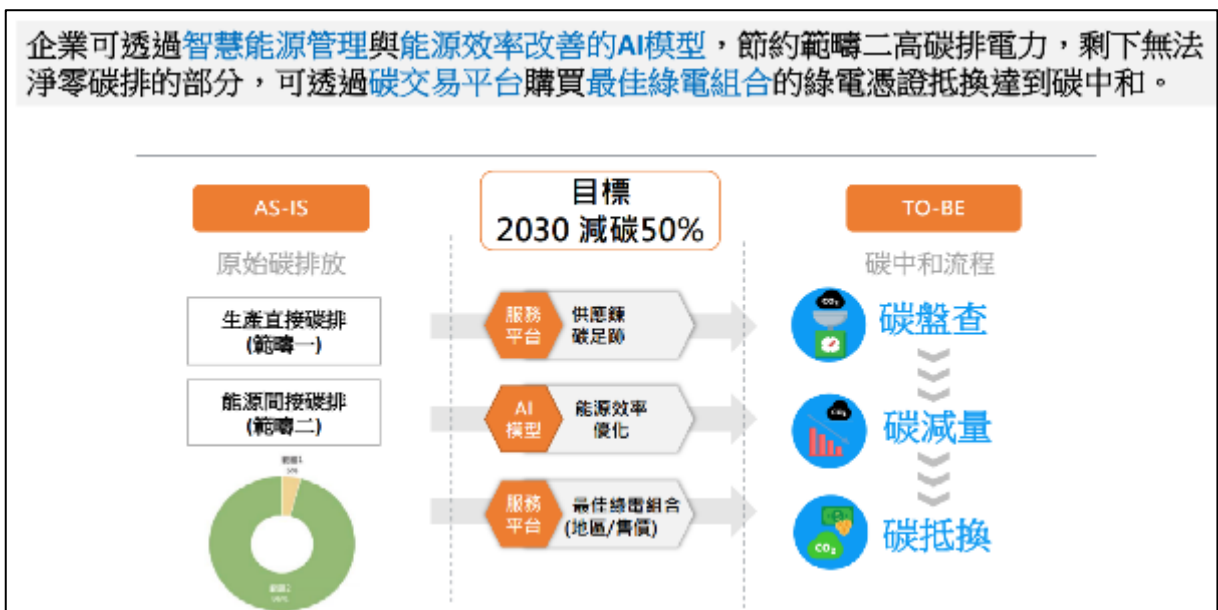 企業可透過智慧能源管理與能源效率改善的AI模型，節約範疇二高碳排電力，剩下無法
淨零碳排的部分，可透過碳交易平台購買最佳綠電組合的綠電憑證抵換達到碳中和。
AS-IS
目標
2030 減碳50%
TO-BE
原始碳排放
碳中和流程
生產直接碳排
(範疇一)
服務
平台
供應鍊
碳足跡
CO₂
碳盤查
能源間接碳排
(範疇二)
AI
模型
能源效率
優化
碳減量
服務
平台
最佳綠電組合
(地區/售價)
CO₂
碳抵換